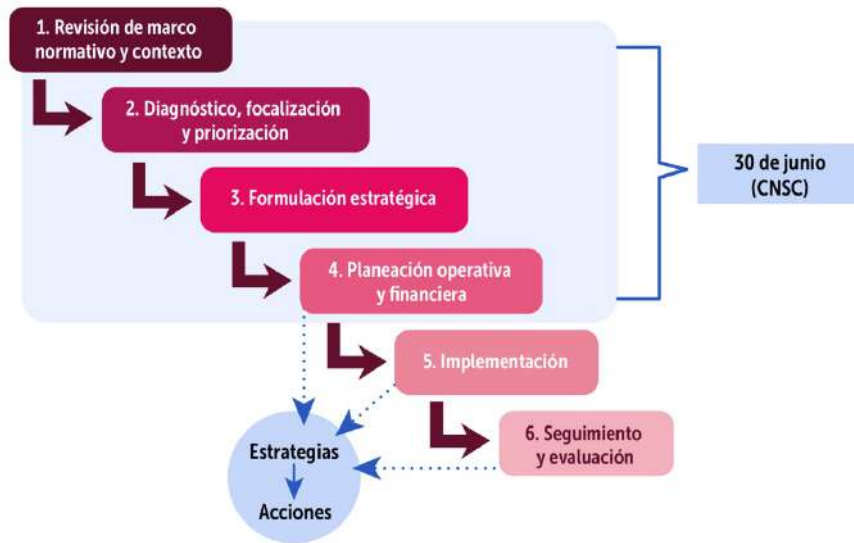 1. Revisión de marco
normativo y contexto
2. Diagnóstico, focalización
y priorización
3. Formulación estratégica
30 de junio
(CNSC)
4. Planeación operativa
y financiera
5. Implementación
6. Seguimiento
y evaluación
Estrategias
Acciones